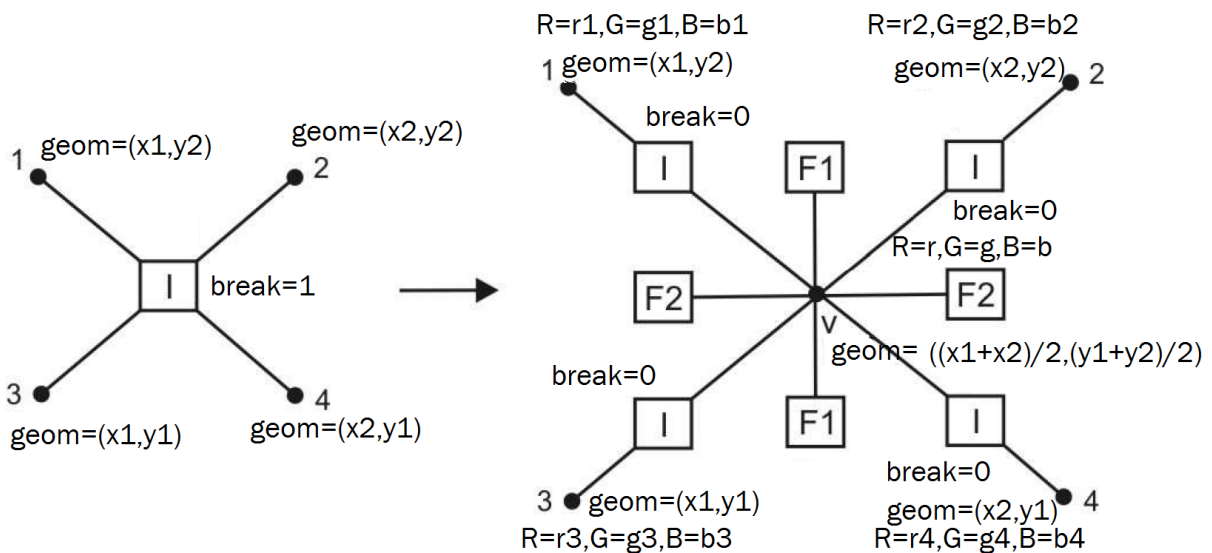 1 geom=(x1,y2)
geom=(x2,y2)
2
I
break=1
3
geom=(x1,y1)
4
geom=(x2,y1)
R=r1,G=g1,B=b1
1 geom=(x1,y2)
R=r2,G=g2,B=b2
geom=(x2,y2) 2
break=0
I
F1
I
break=0
R=r,G=g,B=b
F2
F2
v
geom= ((x1+x2)/2,(y1+y2)/2)
break=0
I
F1
I
3 geom=(x1,y1)
R=r3,G=g3,B=b3
break=0
geom=(x2,y1) 4
R=r4,G=g4,B=b4